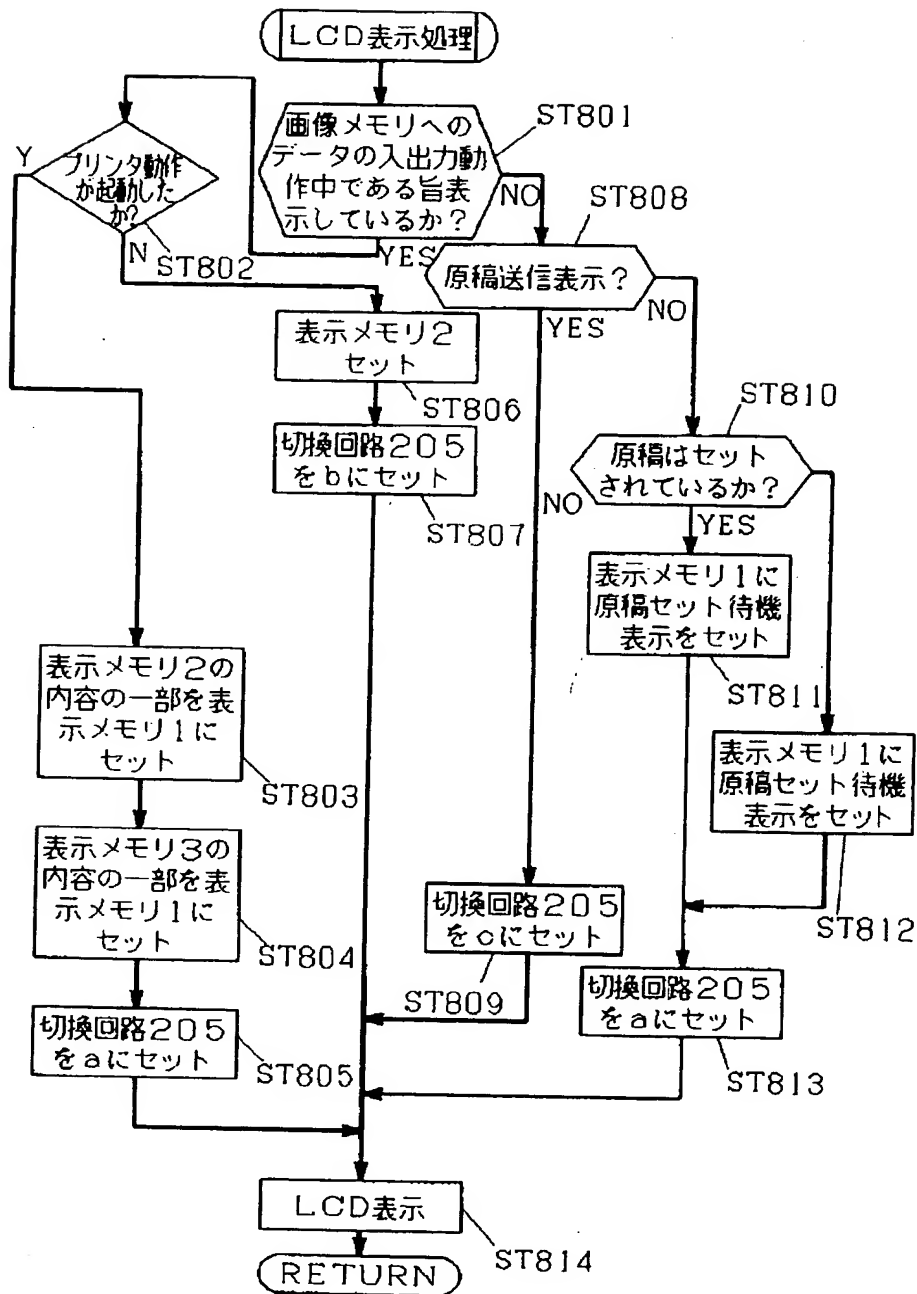 LCD表示処理
画像メモリへの
データの入出力動
作中である旨表
示しているか?
ST801
NO
YES
Y
プリンタ動作
が起動した
か?
N
ST802
ST808
原稿送信表示?
NO
YES
表示メモリ2
セット
ST806
切換回路205
をbにセット
ST807
ST810
原稿はセット
されているか?
NO
YES
表示メモリ1に
原稿セット待機
表示をセット
ST811
表示メモリ1に
原稿セット待機
表示をセット
ST812
表示メモリ2の
内容の一部を表
示メモリ1に
セット
ST803
表示メモリ3の
内容の一部を表
示メモリ1に
セット
ST804
切換回路205
をaにセット
ST805
切換回路205
をcにセット
ST809
切換回路205
をaにセット
ST813
LCD表示
ST814
RETURN